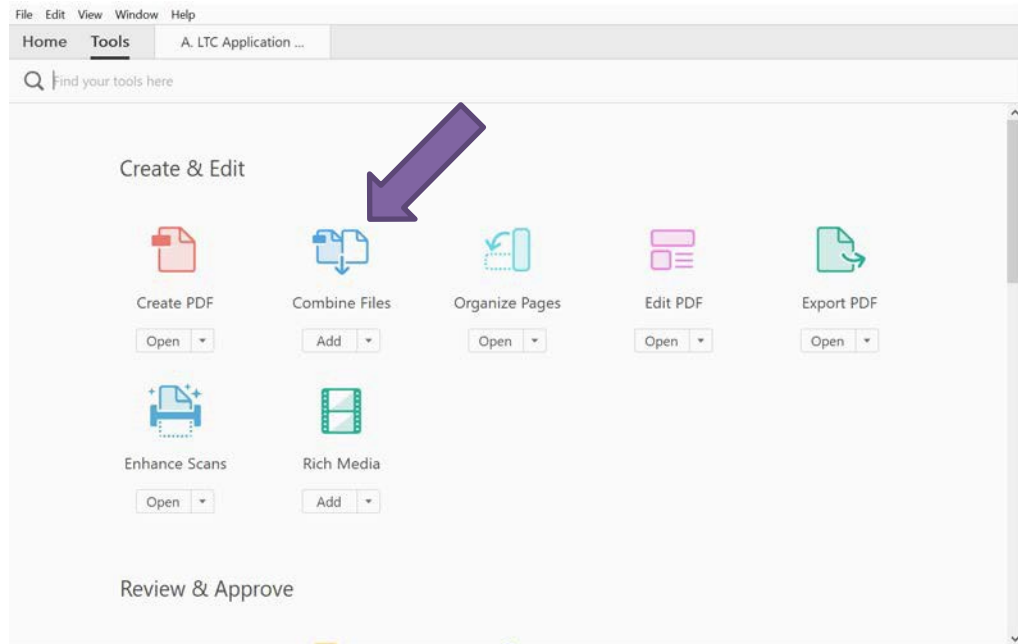 File Edit View Window Help
Home Tools A. LTC Application ...
Find your tools here
Create & Edit
Create PDF Combine Files Organize Pages Edit PDF Export PDF
Open Add Open Open Open
Enhance Scans Rich Media
Open Add
Review & Approve